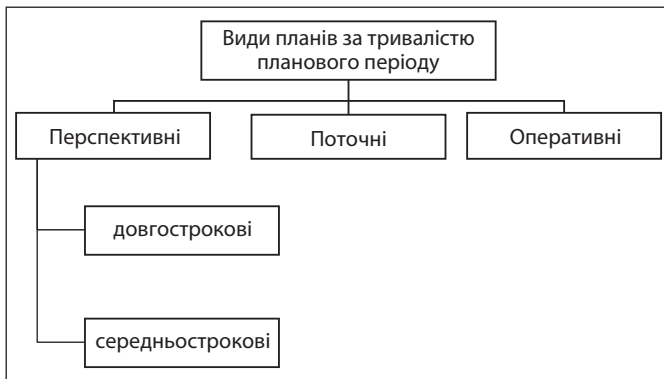 Види планів за тривалістю
планового періоду
Перспективні
Поточні
Оперативні
довгострокові
середньострокові